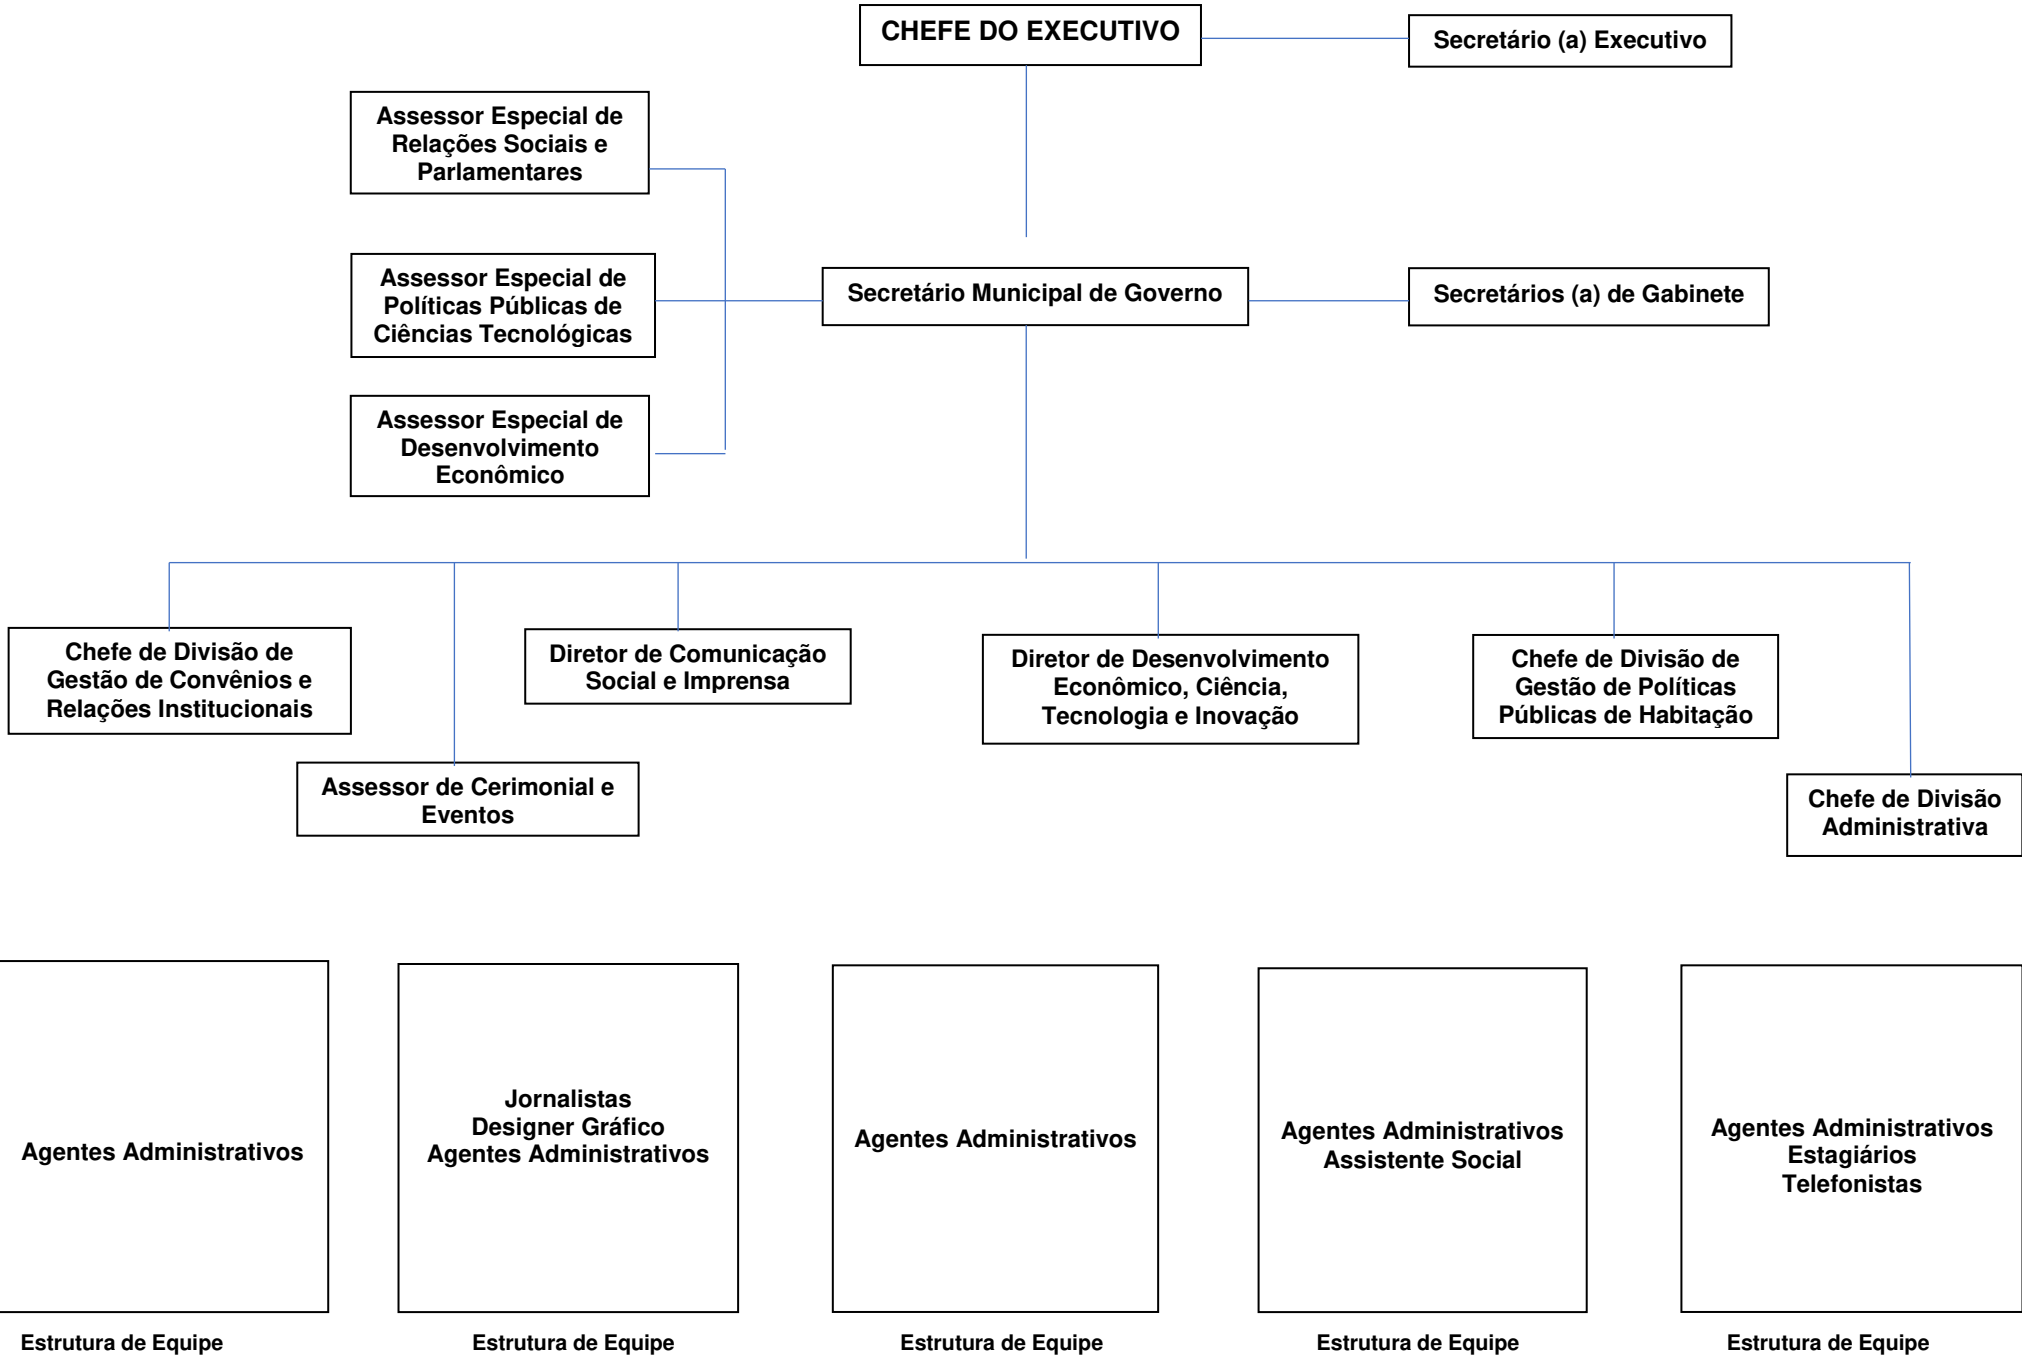 CHEFE DO EXECUTIVO
Secretário (a) Executivo
Assessor Especial de
Relações Sociais e
Parlamentares
Assessor Especial de
Políticas Públicas de
Ciências Tecnológicas
Secretário Municipal de Governo
Secretários (a) de Gabinete
Assessor Especial de
Desenvolvimento
Econômico
Chefe de Divisão de
Gestão de Convênios e
Relações Institucionais
Diretor de Comunicação
Social e Imprensa
Diretor de Desenvolvimento
Econômico, Ciência,
Tecnologia e Inovação
Chefe de Divisão de
Gestão de Políticas
Públicas de Habitação
Assessor de Cerimonial e
Eventos
Chefe de Divisão
Administrativa
Agentes Administrativos
Jornalistas
Designer Gráfico
Agentes Administrativos
Agentes Administrativos
Agentes Administrativos
Assistente Social
Agentes Administrativos
Estagiários
Telefonistas
Estrutura de Equipe
Estrutura de Equipe
Estrutura de Equipe
Estrutura de Equipe
Estrutura de Equipe